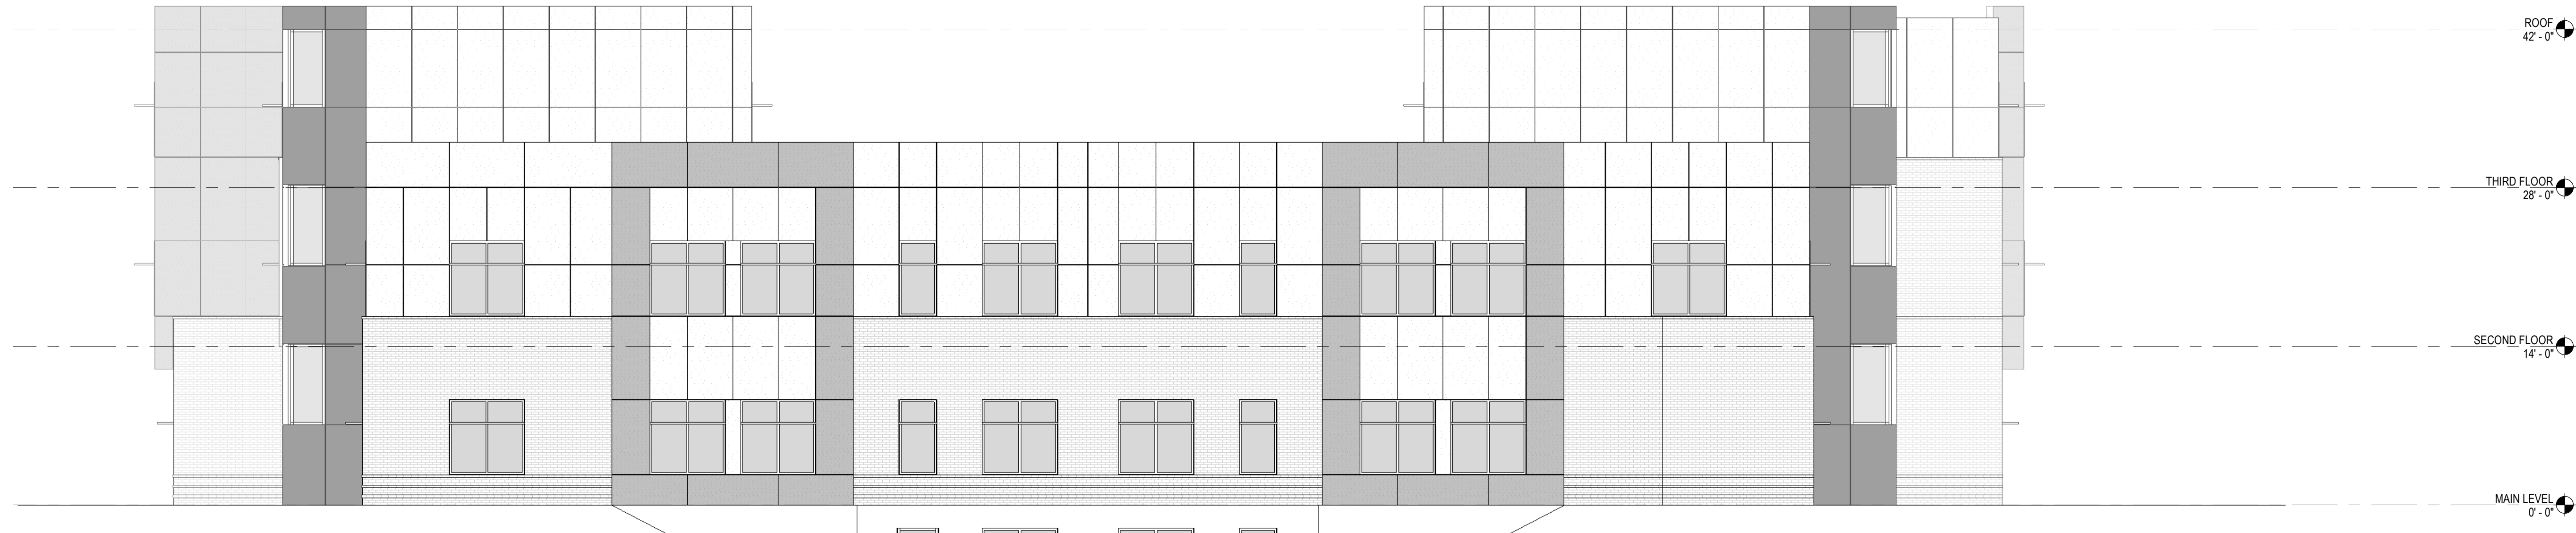 ROOF
42' - 0"
THIRD FLOOR
28' - 0"
SECOND FLOOR
14' - 0"
MAIN LEVEL
0' - 0"